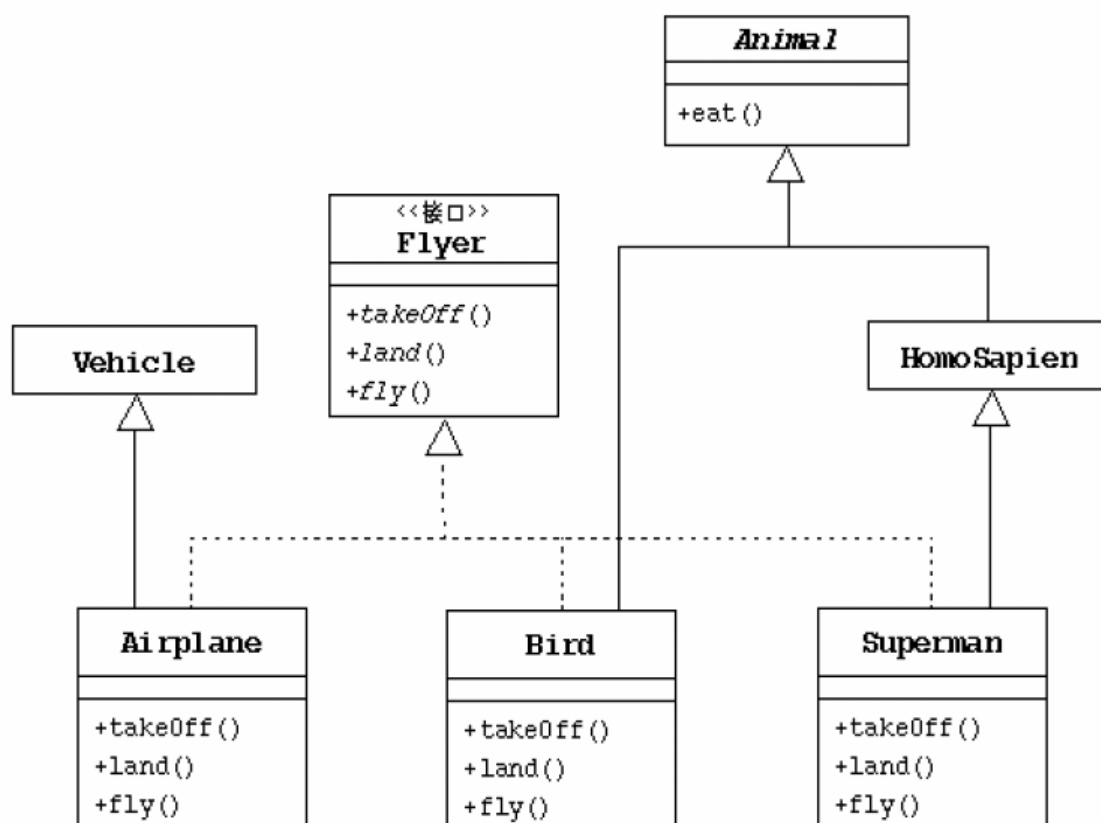 Animal
+eat()
<<接口>>
Flyer
+takeOff()
+land()
+fly()
Vehicle
HomoSapien
Airplane
+takeOff()
+land()
+fly()
Bird
+takeOff()
+land()
+fly()
Superman
+takeOff()
+land()
+fly()